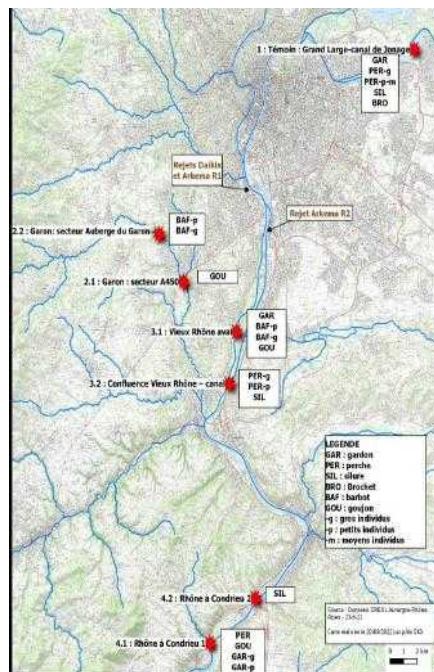 1 : Témoin : Grand Large-canal de Jonage
GAR
PER-g
PER-p-m
SIL
BRO
Rejets Daikin
et Arkema R1
Rejet Arkema R2
2.2 : Garon: secteur Auberge du Garon
BAF-p
BAF-g
2.1 : Garon : secteur A450
GOU
3.1 : Vieux Rhône aval
GAR
BAF-p
BAF-g
GOU
3.2 : Confluence Vieux Rhône – canal
PER-g
PER-p
SIL
LEGENDE
GAR : gardon
PER : perche
SIL : silure
BRO : Brochet
BAF : barbot
GOU : goujon
-g : gros individus
-p : petits individus
-m : moyens individus
4.2 : Rhône à Condrieu 2
SIL
4.1 : Rhône à Condrieu 1
PER
GOU
GAR-g
GAR-p
0 1 2 km